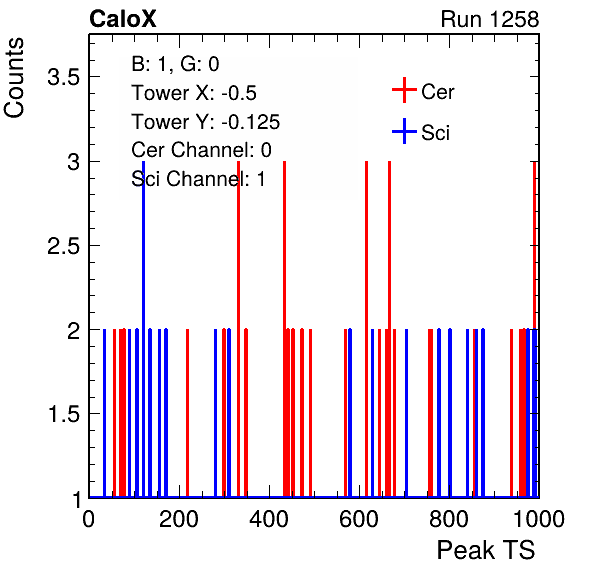 CaloX Run 1258
Counts
B: 1, G: 0
Tower X: -0.5
Tower Y: -0.125
Cer Channel: 0
Sci Channel: 1
Cer
Sci
3.5
3
2.5
2
1.5
1
0 200 400 600 800 1000
Peak TS